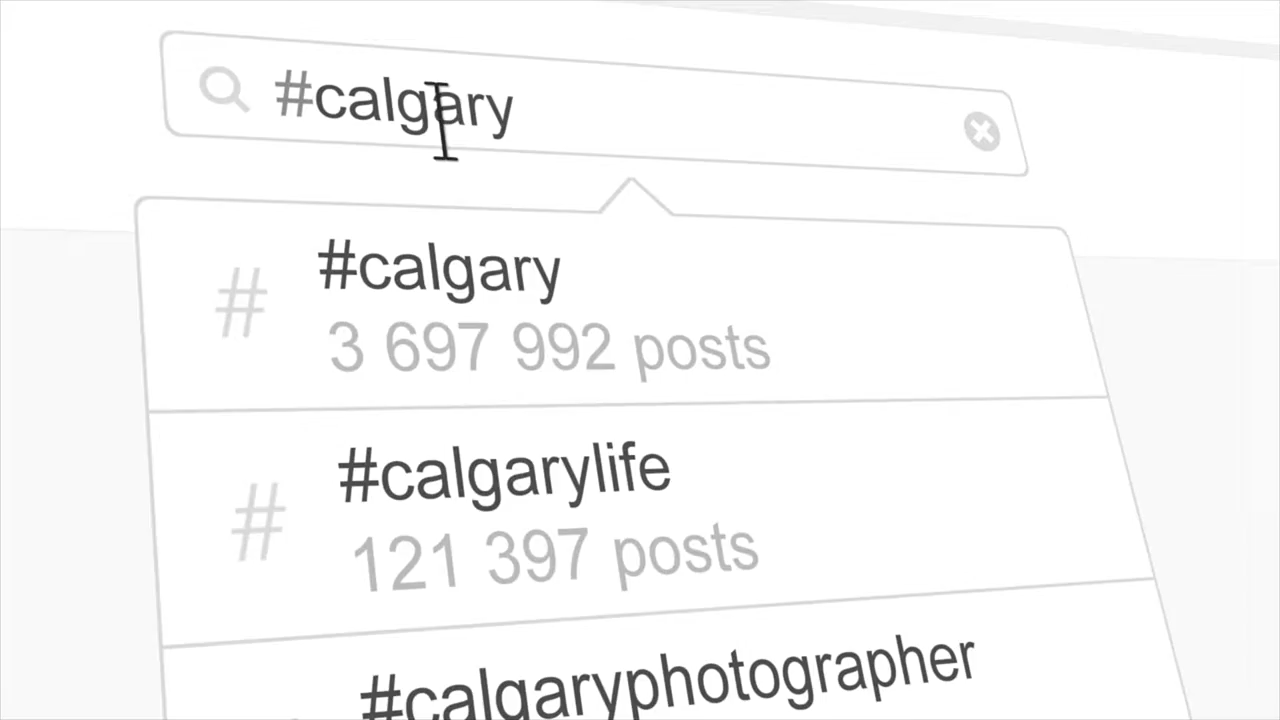 #calgary
#calgary
# 3 697 992 posts
#calgarylife
# 121 397 posts
#calgaryphotographer